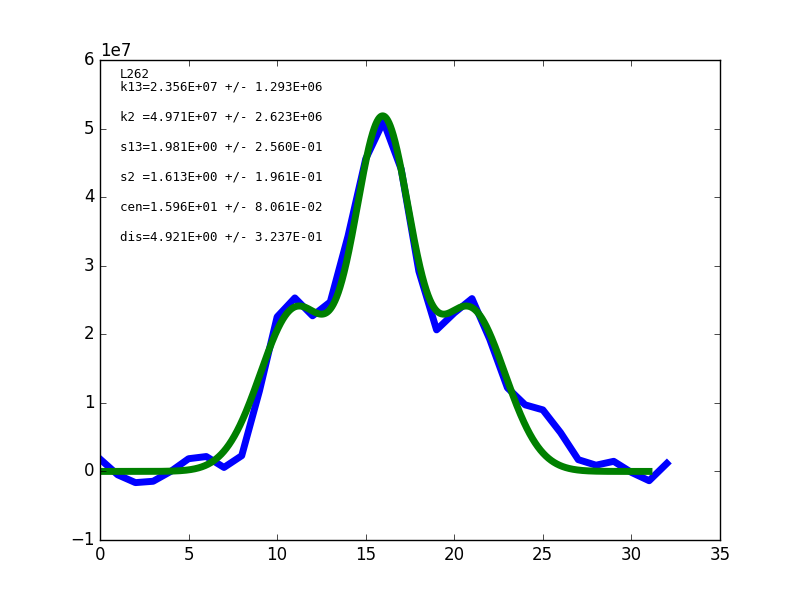 1e7
L262
k13=2.356E+07 +/- 1.293E+06
k2 =4.971E+07 +/- 2.623E+06
s13=1.981E+00 +/- 2.560E-01
s2 =1.613E+00 +/- 1.961E-01
cen=1.596E+01 +/- 8.061E-02
dis=4.921E+00 +/- 3.237E-01
6
5
4
3
2
1
0
−1
0 5 10 15 20 25 30 35